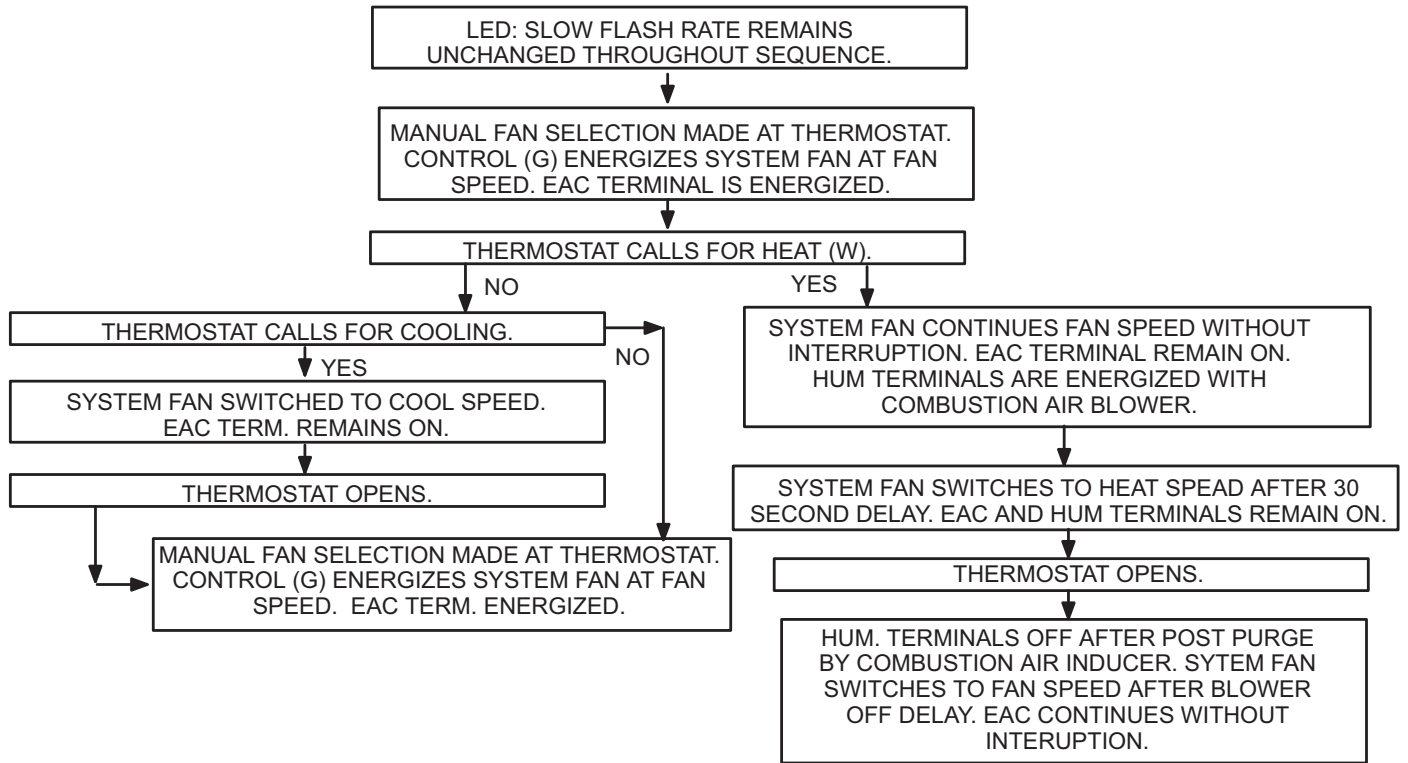 LED: SLOW FLASH RATE REMAINS
UNCHANGED THROUGHOUT SEQUENCE.
MANUAL FAN SELECTION MADE AT THERMOSTAT.
CONTROL (G) ENERGIZES SYSTEM FAN AT FAN
SPEED. EAC TERMINAL IS ENERGIZED.
THERMOSTAT CALLS FOR HEAT (W).
NO
YES
THERMOSTAT CALLS FOR COOLING.
NO
YES
SYSTEM FAN SWITCHED TO COOL SPEED.
EAC TERM. REMAINS ON.
THERMOSTAT OPENS.
MANUAL FAN SELECTION MADE AT THERMOSTAT.
CONTROL (G) ENERGIZES SYSTEM FAN AT FAN
SPEED. EAC TERM. ENERGIZED.
SYSTEM FAN CONTINUES FAN SPEED WITHOUT
INTERRUPTION. EAC TERMINAL REMAIN ON.
HUM TERMINALS ARE ENERGIZED WITH
COMBUSTION AIR BLOWER.
SYSTEM FAN SWITCHES TO HEAT SPEAD AFTER 30
SECOND DELAY. EAC AND HUM TERMINALS REMAIN ON.
THERMOSTAT OPENS.
HUM. TERMINALS OFF AFTER POST PURGE
BY COMBUSTION AIR INDUCER. SYTEM FAN
SWITCHES TO FAN SPEED AFTER BLOWER
OFF DELAY. EAC CONTINUES WITHOUT
INTERUPTION.